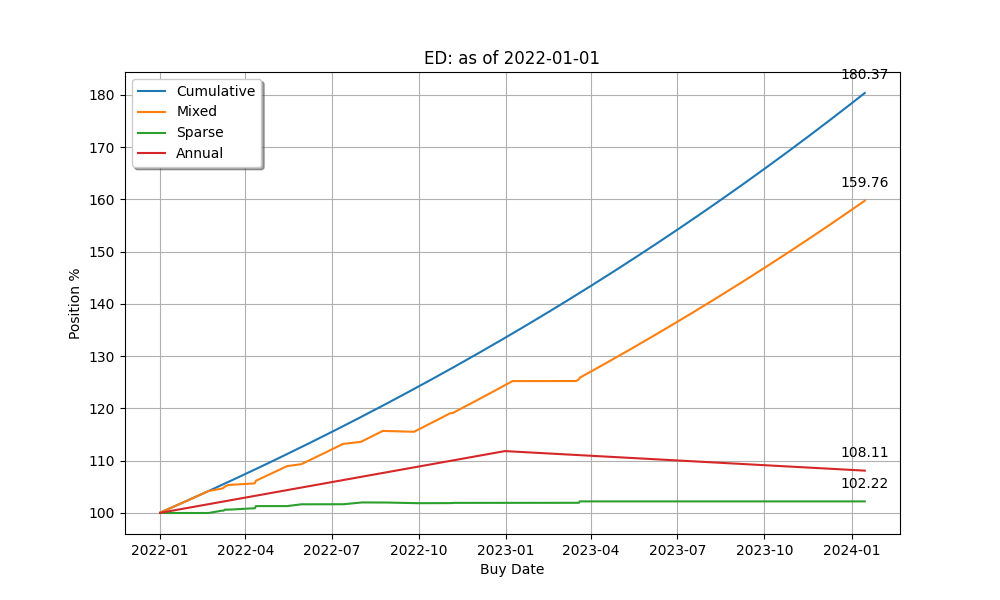 ED: as of 2022-01-01
Cumulative
Mixed
Sparse
Annual
180.37
159.76
108.11
102.22
Position %
180
170
160
150
140
130
120
110
100
2022-01 2022-04 2022-07 2022-10 2023-01 2023-04 2023-07 2023-10 2024-01
Buy Date